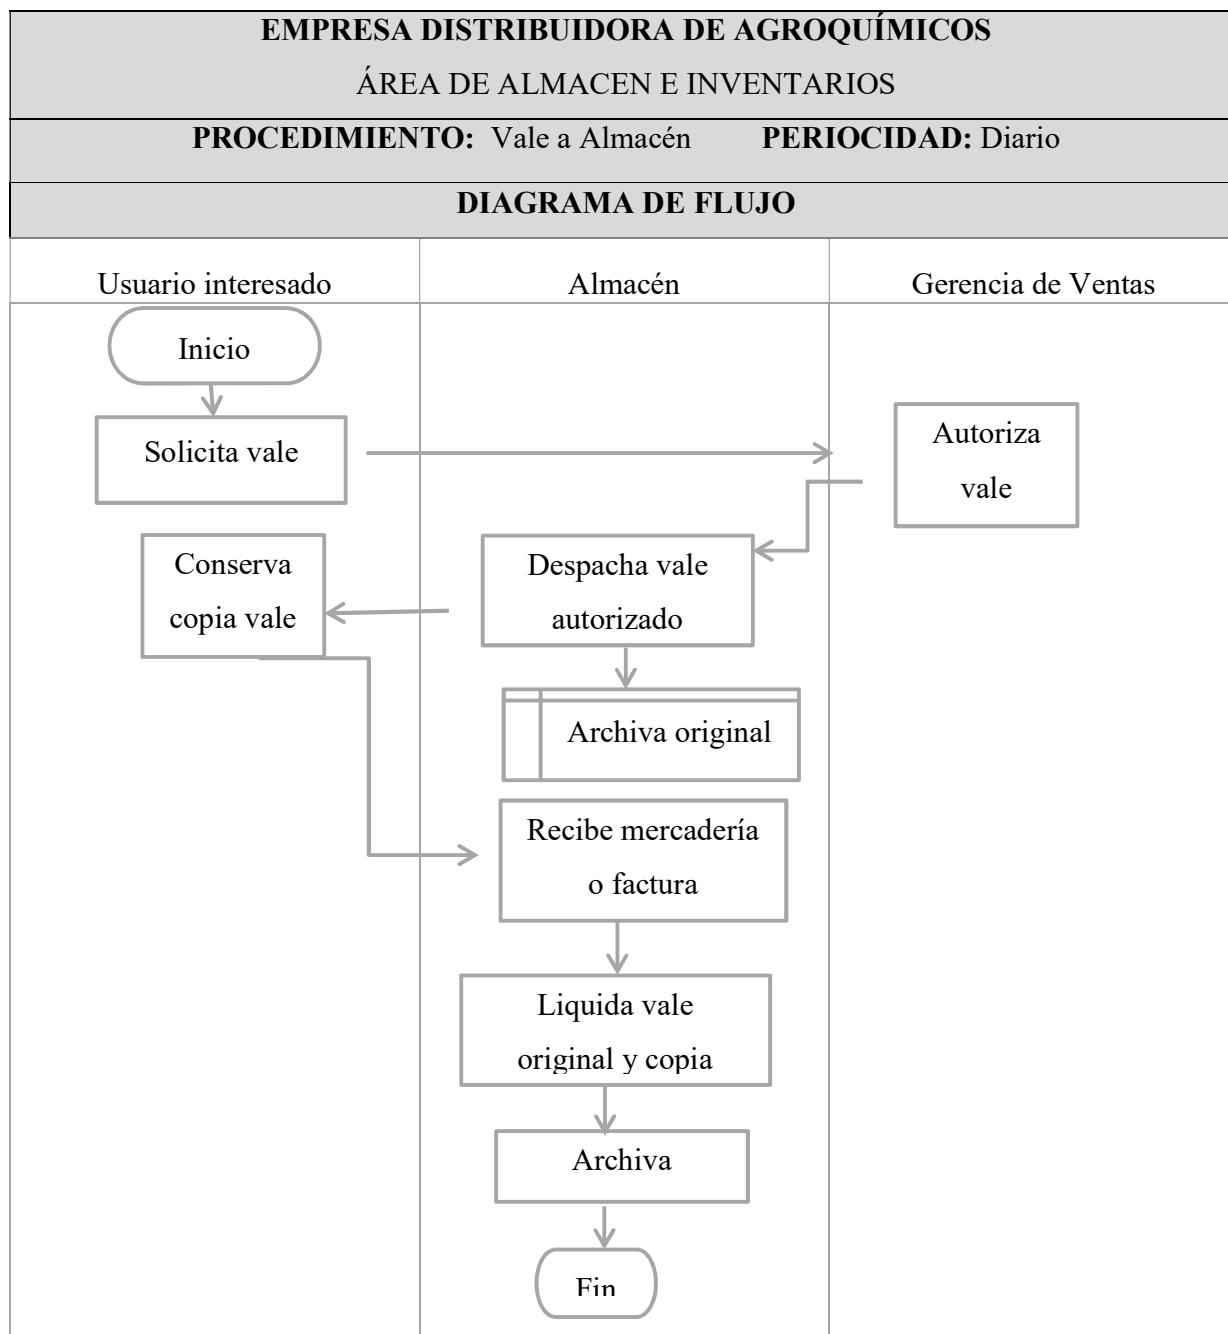 EMPRESA DISTRIBUIDORA DE AGROQUÍMICOS
ÁREA DE ALMACEN E INVENTARIOS
PROCEDIMIENTO: Vale a Almacén PERIOCIDAD: Diario
DIAGRAMA DE FLUJO
Usuario interesado
Almacén
Gerencia de Ventas
Inicio
Solicita vale
Autoriza
vale
Conserva
copia vale
Despacha vale
autorizado
Archiva original
Recibe mercadería
o factura
Liquida vale
original y copia
Archiva
Fin